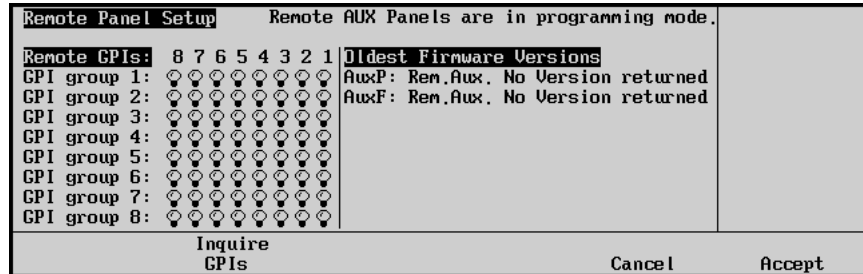 Remote Panel Setup Remote AUX Panels are in programming mode.
Remote GPIs: 8 7 6 5 4 3 2 1 Oldest Firmware Versions
GPI group 1: AuxP: Rem.Aux. No Version returned
GPI group 2: AuxF: Rem.Aux. No Version returned
GPI group 3:
GPI group 4:
GPI group 5:
GPI group 6:
GPI group 7:
GPI group 8:
Inquire
GPIs Cancel Accept